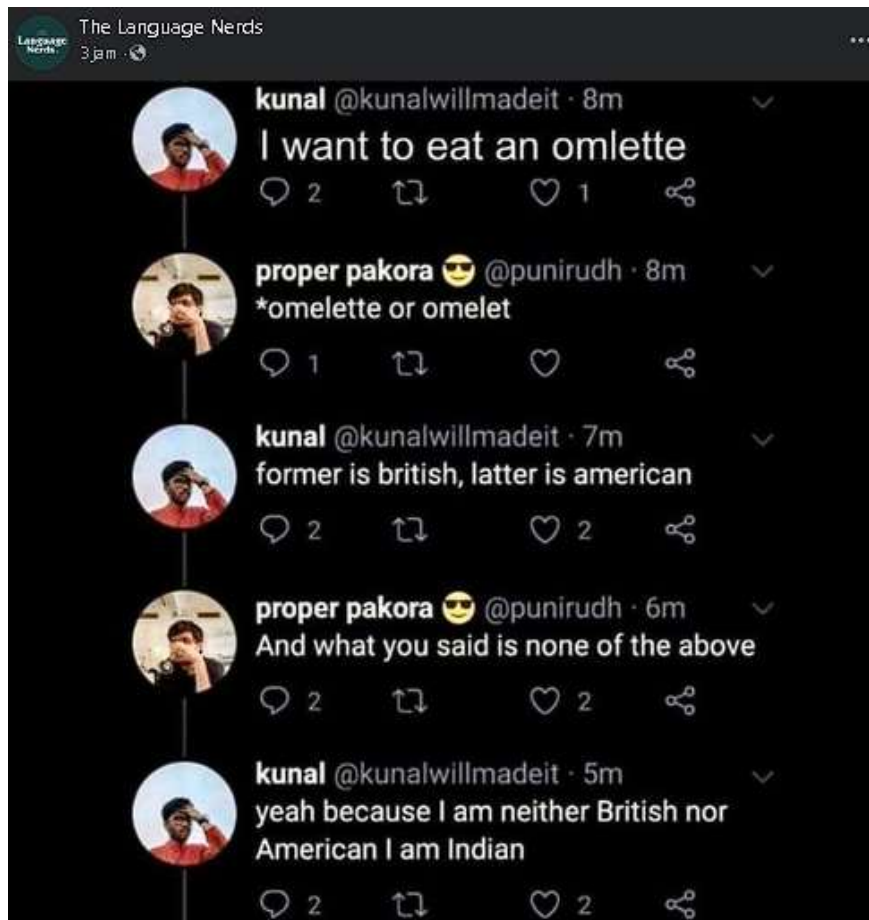 The Language Nerds
Language
Nerds.
3 jam ·
kunal @kunalwillmadeit · 8m
I want to eat an omlette
2 1
proper pakora 😎 @punirudh · 8m
*omelette or omelet
1
kunal @kunalwillmadeit · 7m
former is british, latter is american
2 2
proper pakora 😎 @punirudh · 6m
And what you said is none of the above
2 2
kunal @kunalwillmadeit · 5m
yeah because I am neither British nor
American I am Indian
2 2